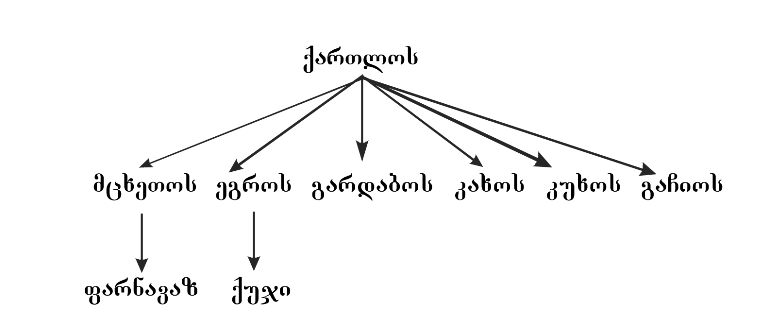 ქართლოს
მცხეთოს ეგროს გარდაბოს კახოს კუხოს გაჩიოს
ფარნავაზ ქუჯი